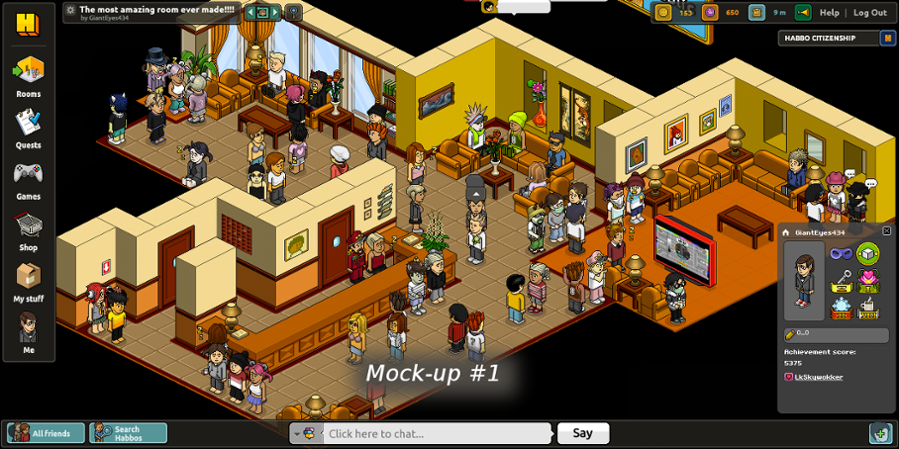 The most amazing room ever made!!!!
by GiantEyes434
153
650
9 m
Help | Log Out
HABBO CITIZENSHIP
Rooms
Quests
Games
Shop
My stuff
Me
GiantEyes434
0_0
Achievement score:
5375
LkSkywokker
Mock-up #1
All friends
Search
Habbos
Click here to chat...
Say